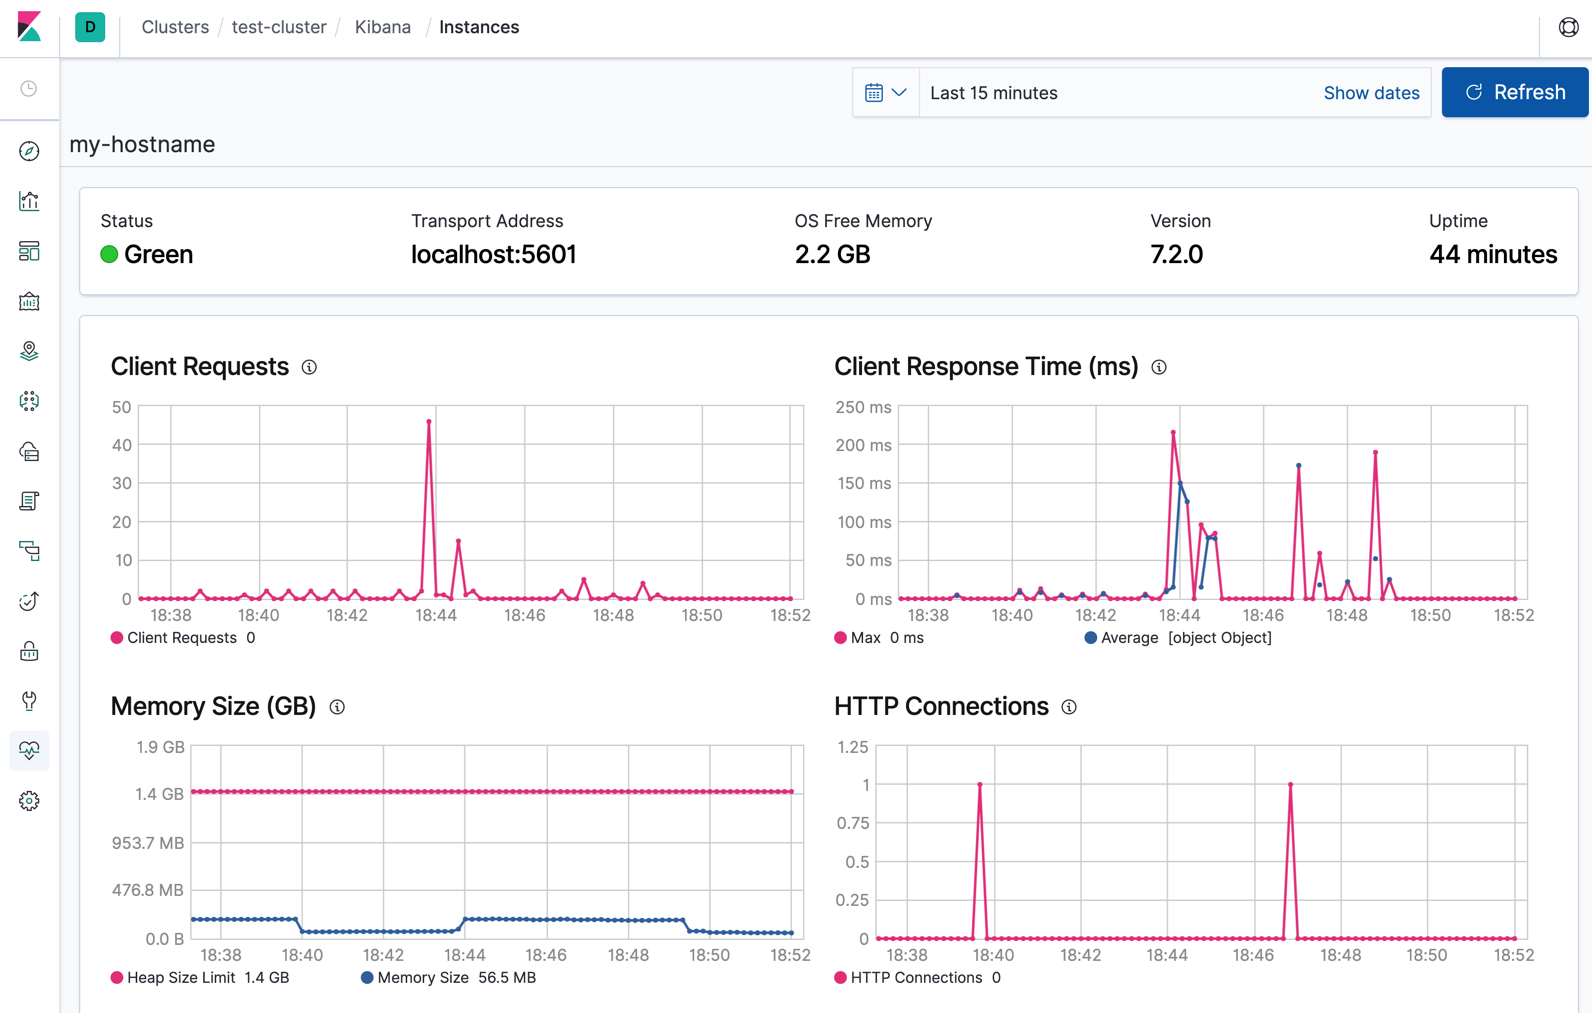 D Clusters / test-cluster / Kibana / Instances
Last 15 minutes Show dates Refresh
my-hostname
Status Transport Address OS Free Memory Version Uptime
Green localhost:5601 2.2 GB 7.2.0 44 minutes
Client Requests
50
40
30
20
10
0
18:38 18:40 18:42 18:44 18:46 18:48 18:50 18:52
Client Requests 0
Client Response Time (ms)
250 ms
200 ms
150 ms
100 ms
50 ms
0 ms
18:38 18:40 18:42 18:44 18:46 18:48 18:50 18:52
Max 0 ms Average [object Object]
Memory Size (GB)
1.9 GB
1.4 GB
953.7 MB
476.8 MB
0.0 B
18:38 18:40 18:42 18:44 18:46 18:48 18:50 18:52
Heap Size Limit 1.4 GB Memory Size 56.5 MB
HTTP Connections
1.25
1
0.75
0.5
0.25
0
18:38 18:40 18:42 18:44 18:46 18:48 18:50 18:52
HTTP Connections 0